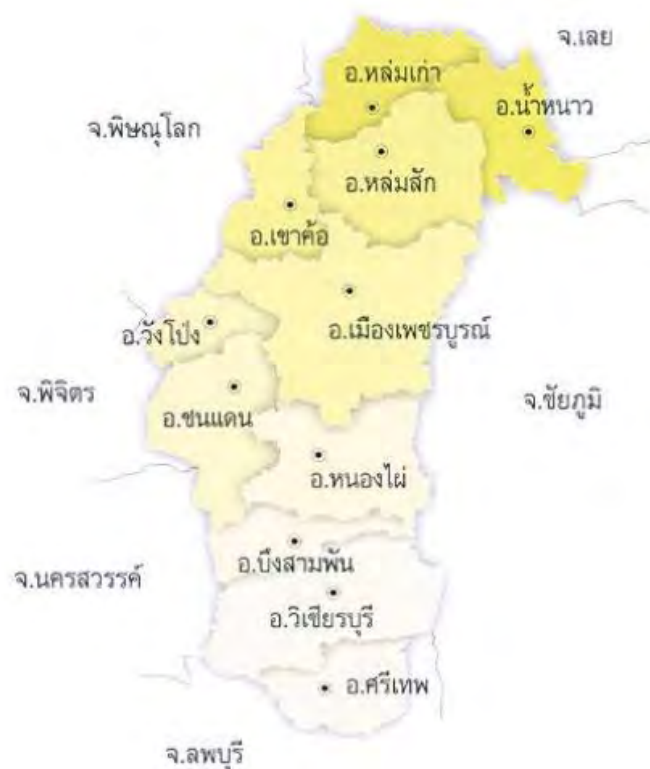 จ.เลย
อ.หล่มเก่า
อ.น้ำหนาว
จ.พิษณุโลก
อ.หล่มสัก
อ.เขาค้อ
อ.วังโป่ง
อ.เมืองเพชรบูรณ์
จ.พิจิตร
จ.ชัยภูมิ
อ.ชนแดน
อ.หนองไผ่
อ.บึงสามพัน
จ.นครสวรรค์
อ.วิเชียรบุรี
อ.ศรีเทพ
จ.ลพบุรี